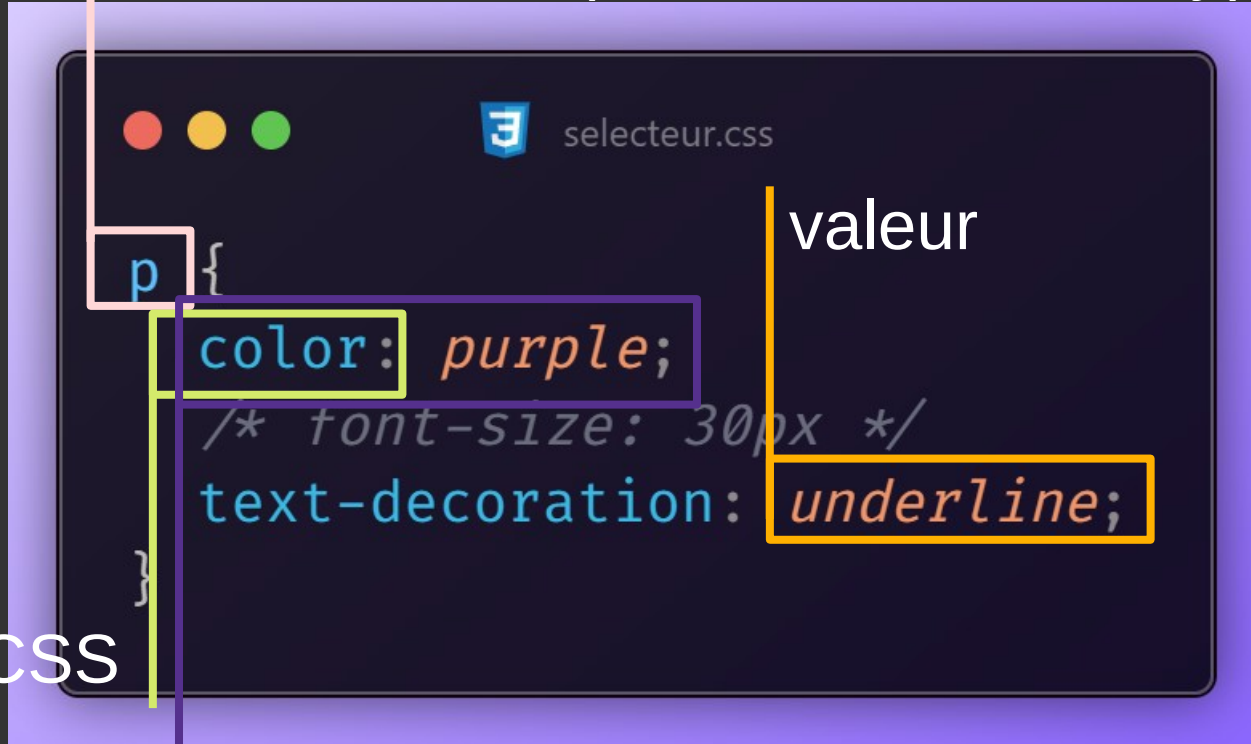 selecteur.css
valeur
p {
color: purple;
/* font-size: 30px */
text-decoration: underline;
}
CSS